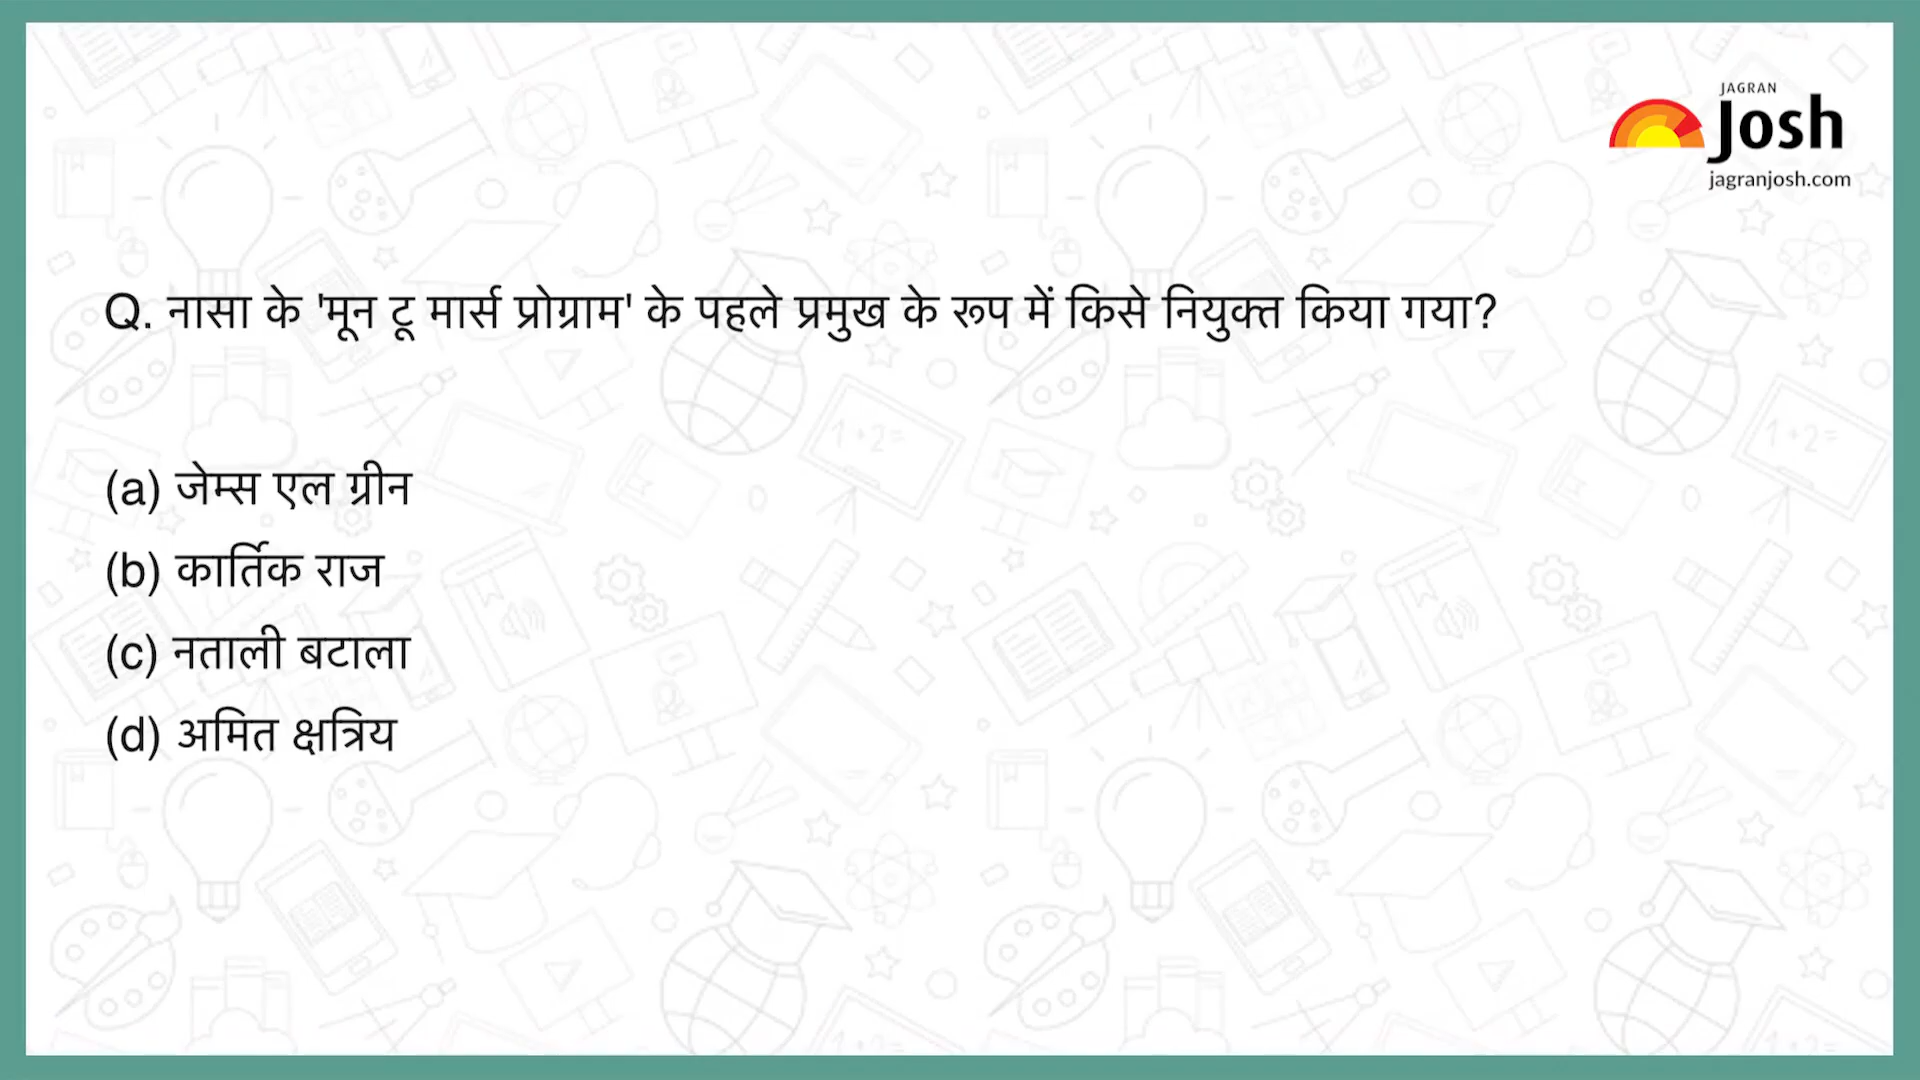 JAGRAN
Josh
jagranjosh.com
Q. नासा के 'मून टू मार्स प्रोग्राम' के पहले प्रमुख के रूप में किसे नियुक्त किया गया?
(a) जेम्स एल ग्रीन
(b) कार्तिक राज
(c) नताली बटाला
(d) अमित क्षत्रिय